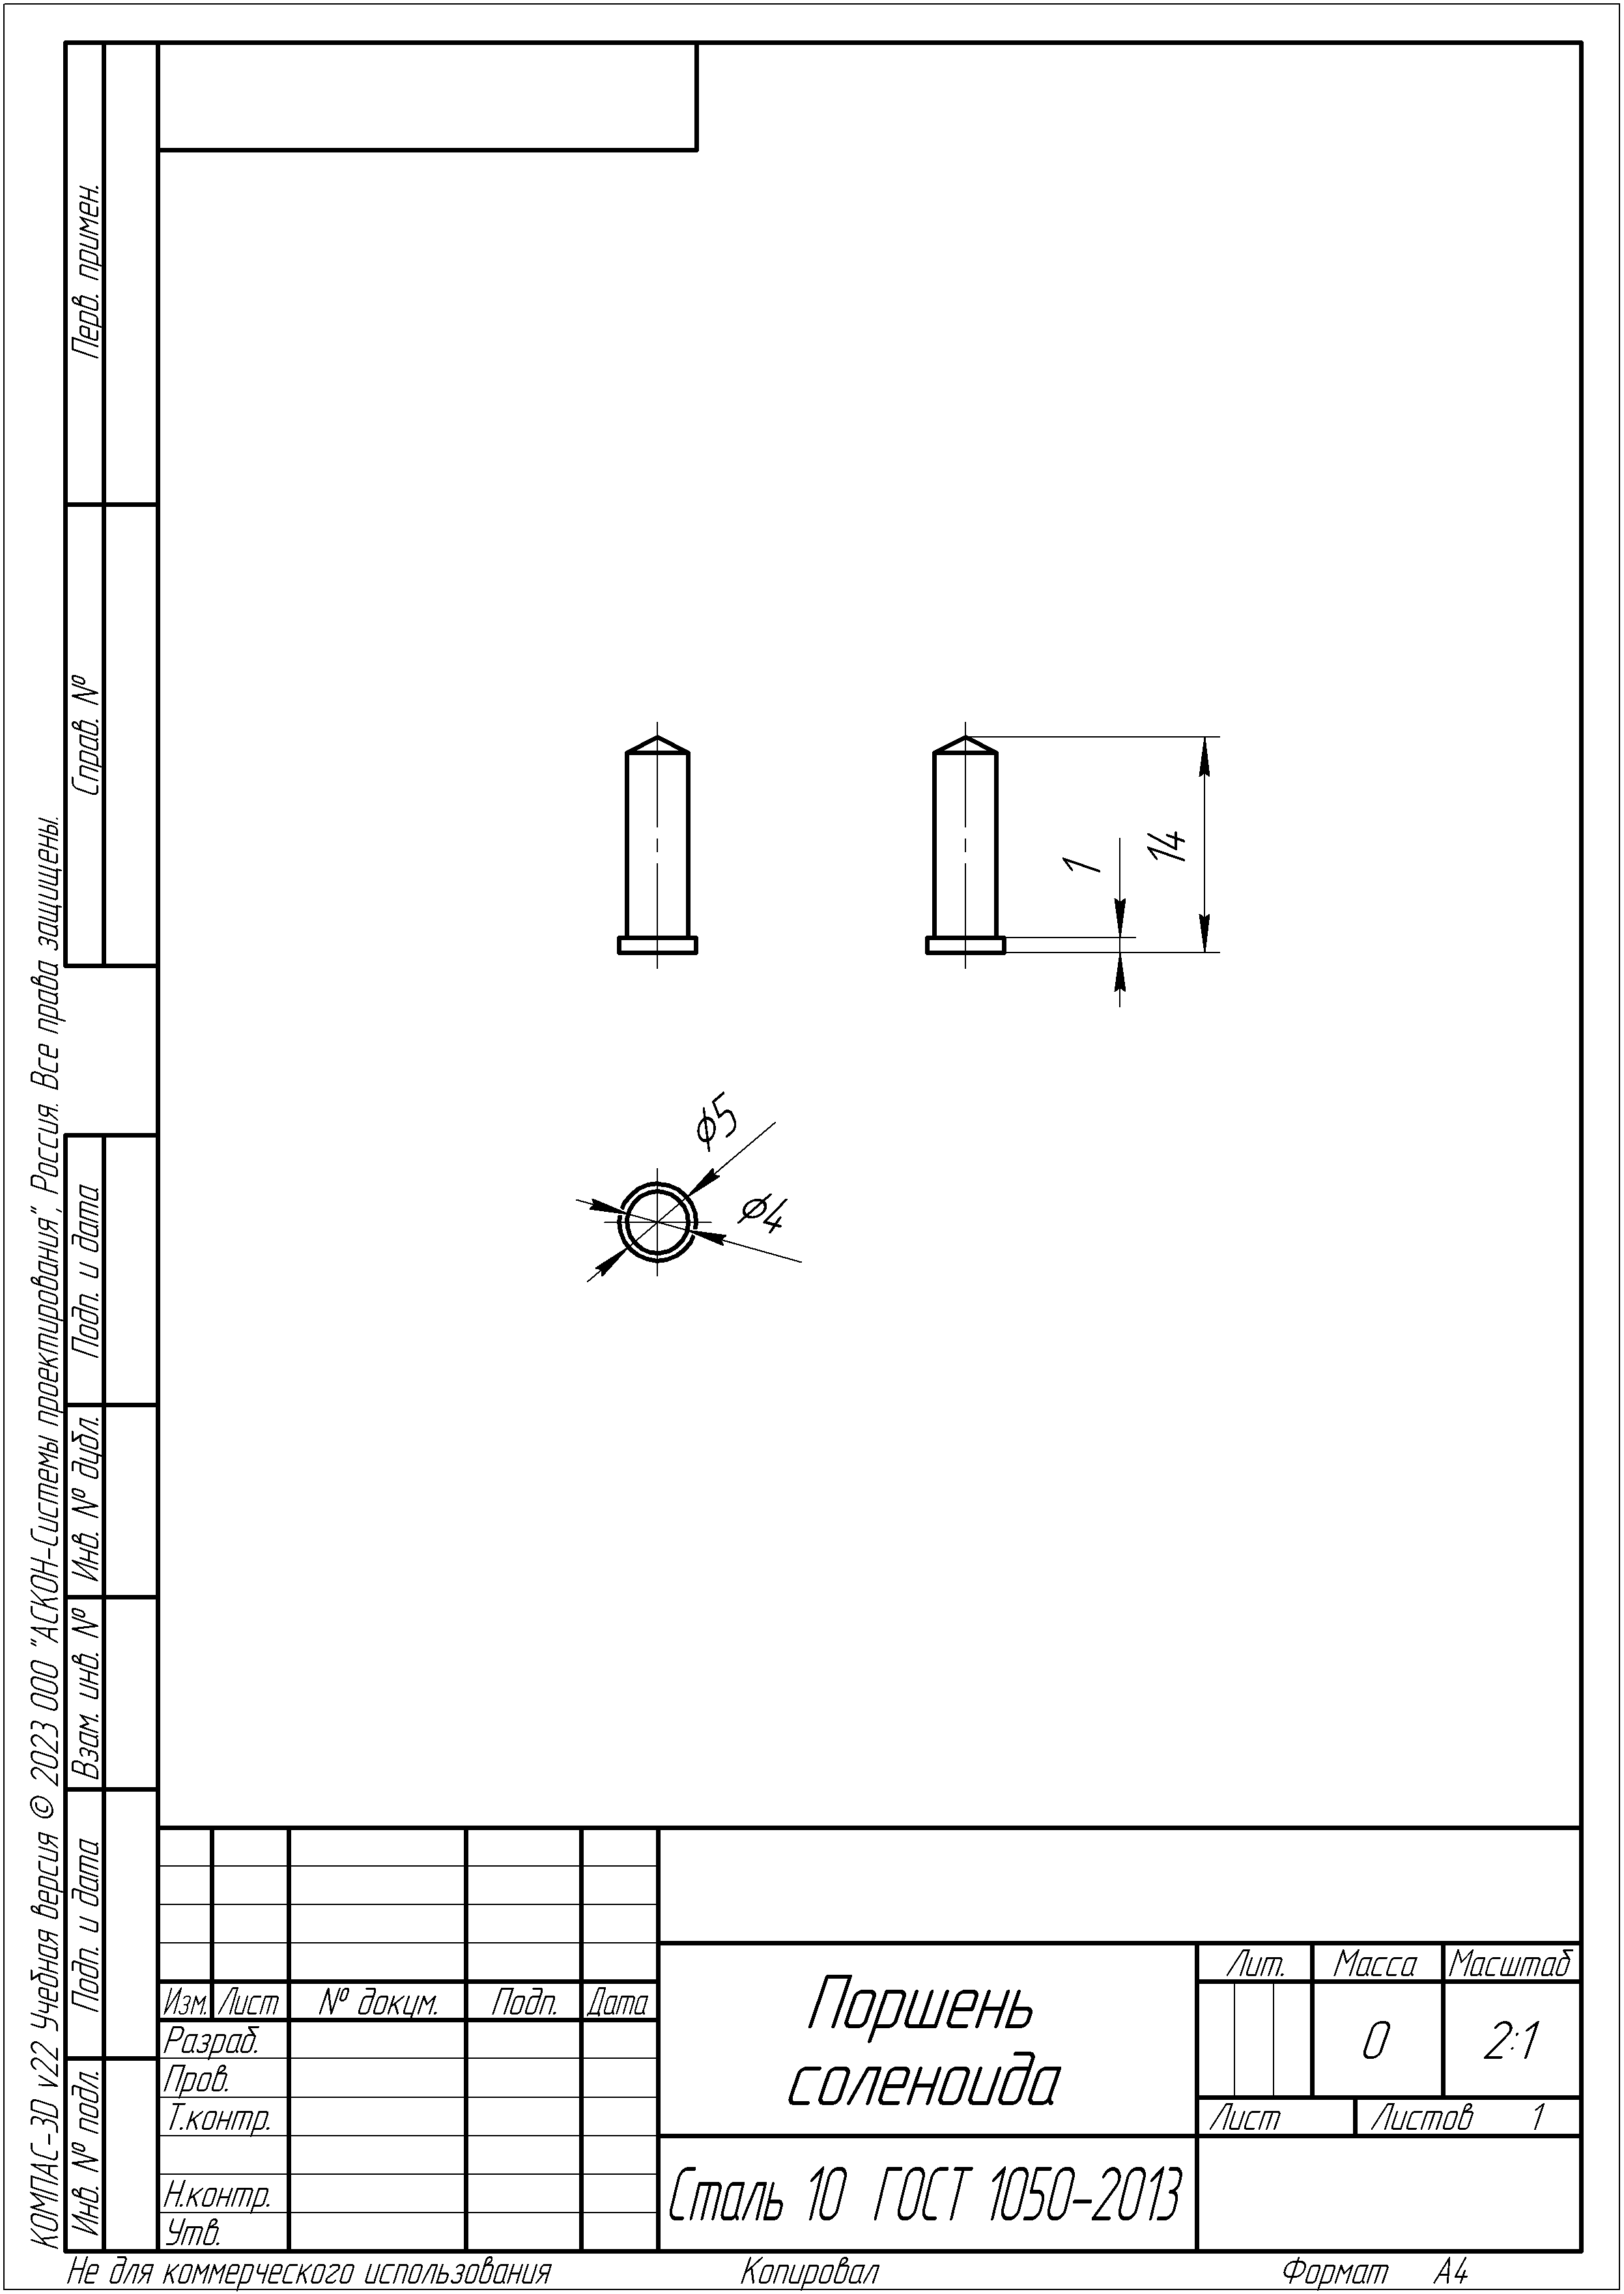 Перв. примен.
Справ. №
Подп. и дата
Инв. № дубл.
Взам. инв. №
Подп. и дата
Инв. № подл.
КОМПАС-3D v22 Учебная версия © 2023 ООО "АСКОН-Системы проектирования", Россия. Все права защищены.
1
14
⌀5
⌀4
Изм. Лист № докум. Подп. Дата
Разраб.
Пров.
Т.контр.
Н.контр.
Утв.
Поршень
соленоида
Сталь 10 ГОСТ 1050-2013
Лит. Масса Масштаб
0 2:1
Лист Листов 1
Не для коммерческого использования Копировал Формат А4